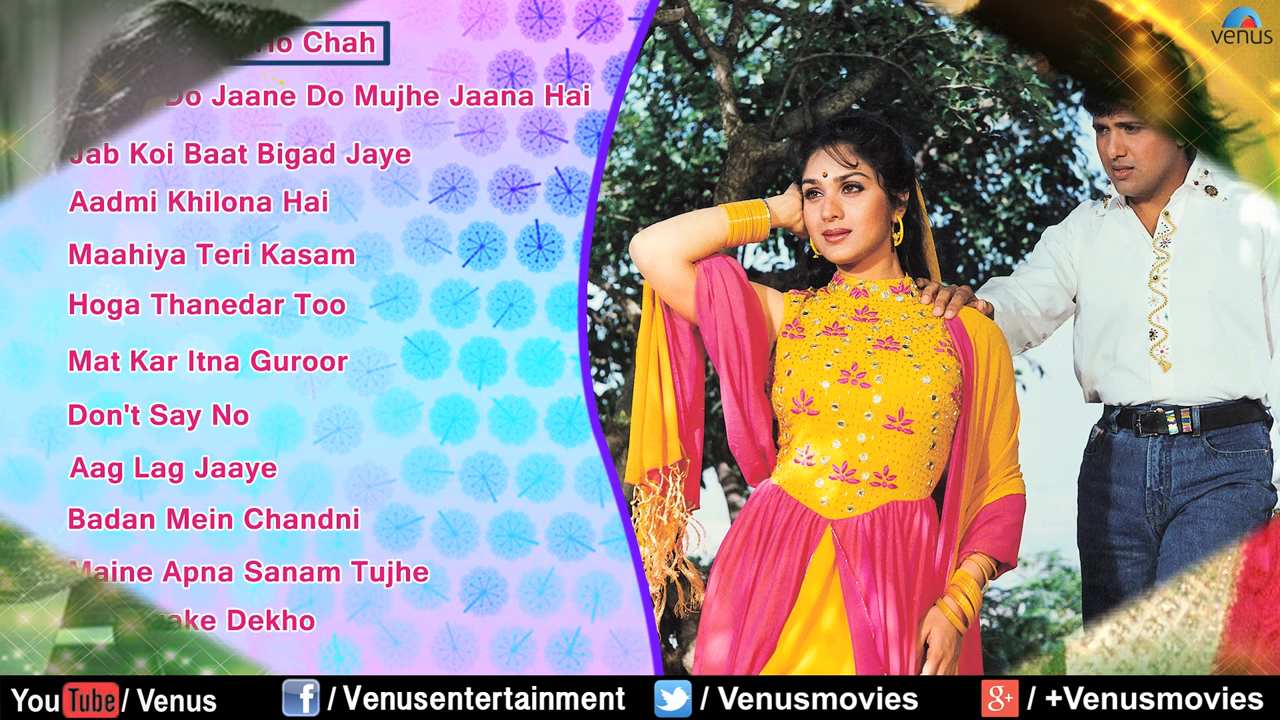 Ho Chah
Do Jaane Do Mujhe Jaana Hai
Jab Koi Baat Bigad Jaye
Aadmi Khilona Hai
Maahiya Teri Kasam
Hoga Thanedar Too
Mat Kar Itna Guroor
Don't Say No
Aag Lag Jaaye
Badan Mein Chandni
Maine Apna Sanam Tujhe
Dekho
venus
YouTube / Venus
/ Venusentertainment
/ Venusmovies
g+ / +Venusmovies